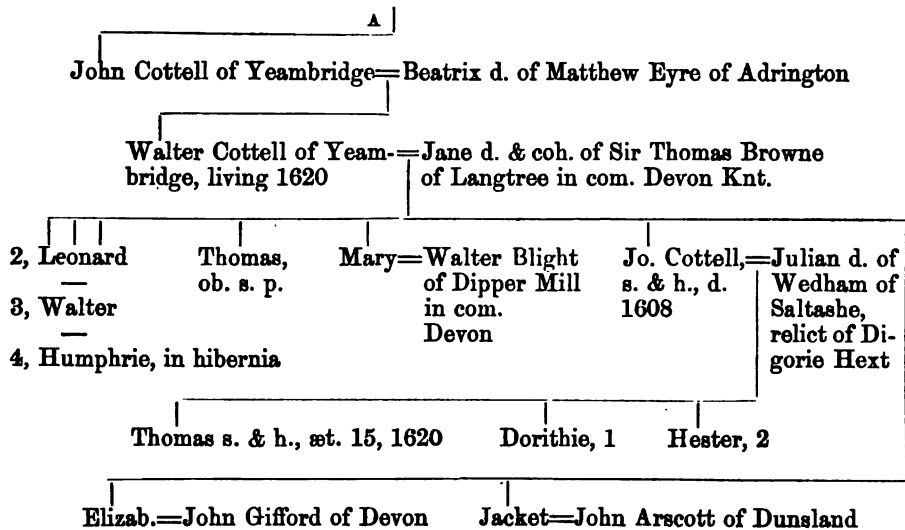 A
John Cottell of Yeambridge=Beatrix d. of Matthew Eyre of Adrington
Walter Cottell of Yeam-=Jane d. & coh. of Sir Thomas Browne
bridge, living 1620 of Langtree in com. Devon Knt.
2, Leonard Thomas, Mary=Walter Blight Jo. Cottell,=Julian d. of
ob. s. p. of Dipper Mill s. & h., d. Wedham of
3, Walter in com. 1608 Saltashe,
Devon relict of Di-
4, Humphrie, in hibernia gorie Hext
Thomas s. & h., æt. 15, 1620 Dorithie, 1 Hester, 2
Elizab.=John Gifford of Devon Jacket=John Arscott of Dunsland